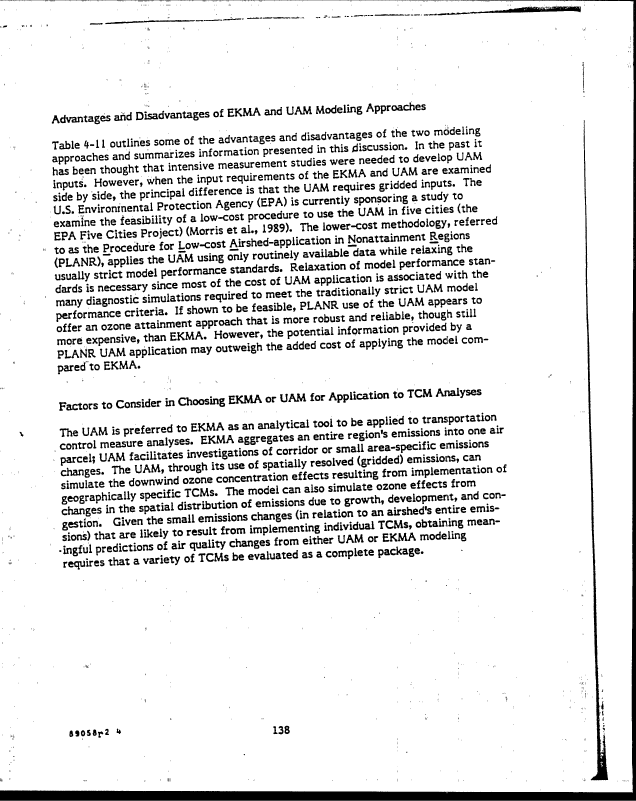 Advantages and Disadvantages of EKMA and UAM Modeling Approaches
Table 4-11 outlines some of the advantages and disadvantages of the two modeling
approaches and summarizes information presented in this discussion. In the past it
has been thought that intensive measurement studies were needed to develop UAM
inputs. However, when the input requirements of the EKMA and UAM are examined
side by side, the principal difference is that the UAM requires gridded inputs. The
U.S. Environmental Protection Agency (EPA) is currently sponsoring a study to
examine the feasibility of a low-cost procedure to use the UAM in five cities (the
EPA Five Cities Project) (Morris et al., 1989). The lower-cost methodology, referred
to as the Procedure for Low-cost Airshed-application in Nonattainment Regions
(PLANR), applies the UAM using only routinely available data while relaxing the
usually strict model performance standards. Relaxation of model performance stan-
dards is necessary since most of the cost of UAM application is associated with the
many diagnostic simulations required to meet the traditionally strict UAM model
performance criteria. If shown to be feasible, PLANR use of the UAM appears to
offer an ozone attainment approach that is more robust and reliable, though still
more expensive, than EKMA. However, the potential information provided by a
PLANR UAM application may outweigh the added cost of applying the model com-
pared to EKMA.
Factors to Consider in Choosing EKMA or UAM for Application to TCM Analyses
The UAM is preferred to EKMA as an analytical tool to be applied to transportation
control measure analyses. EKMA aggregates an entire region's emissions into one air
parcel; UAM facilitates investigations of corridor or small area-specific emissions
changes. The UAM, through its use of spatially resolved (gridded) emissions, can
simulate the downwind ozone concentration effects resulting from implementation of
geographically specific TCMs. The model can also simulate ozone effects from
changes in the spatial distribution of emissions due to growth, development, and con-
gestion. Given the small emissions changes (in relation to an airshed's entire emis-
sions) that are likely to result from implementing individual TCMs, obtaining mean-
ingful predictions of air quality changes from either UAM or EKMA modeling
requires that a variety of TCMs be evaluated as a complete package.
89058r2 4
138